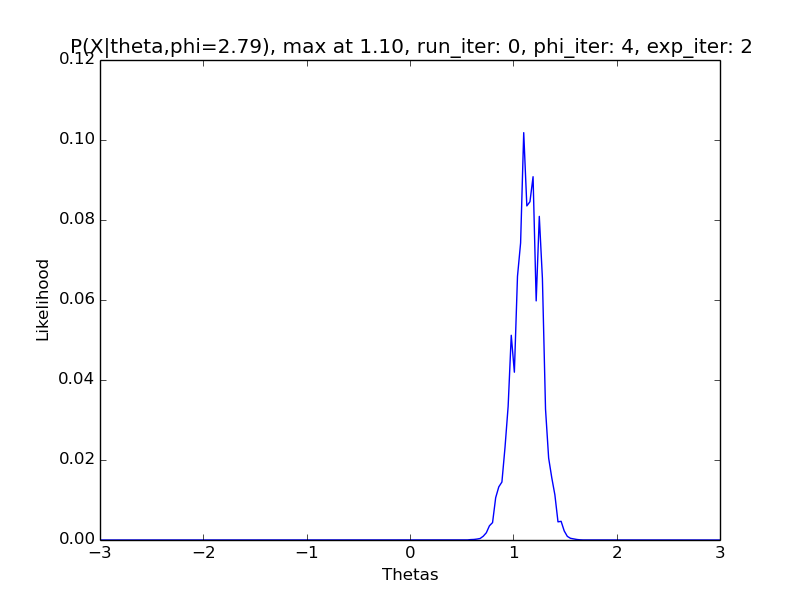 P(X|theta,phi=2.79), max at 1.10, run_iter: 0, phi_iter: 4, exp_iter: 2
0.12
0.10
0.08
0.06
0.04
0.02
0.00
Likelihood
−3 −2 −1 0 1 2 3
Thetas